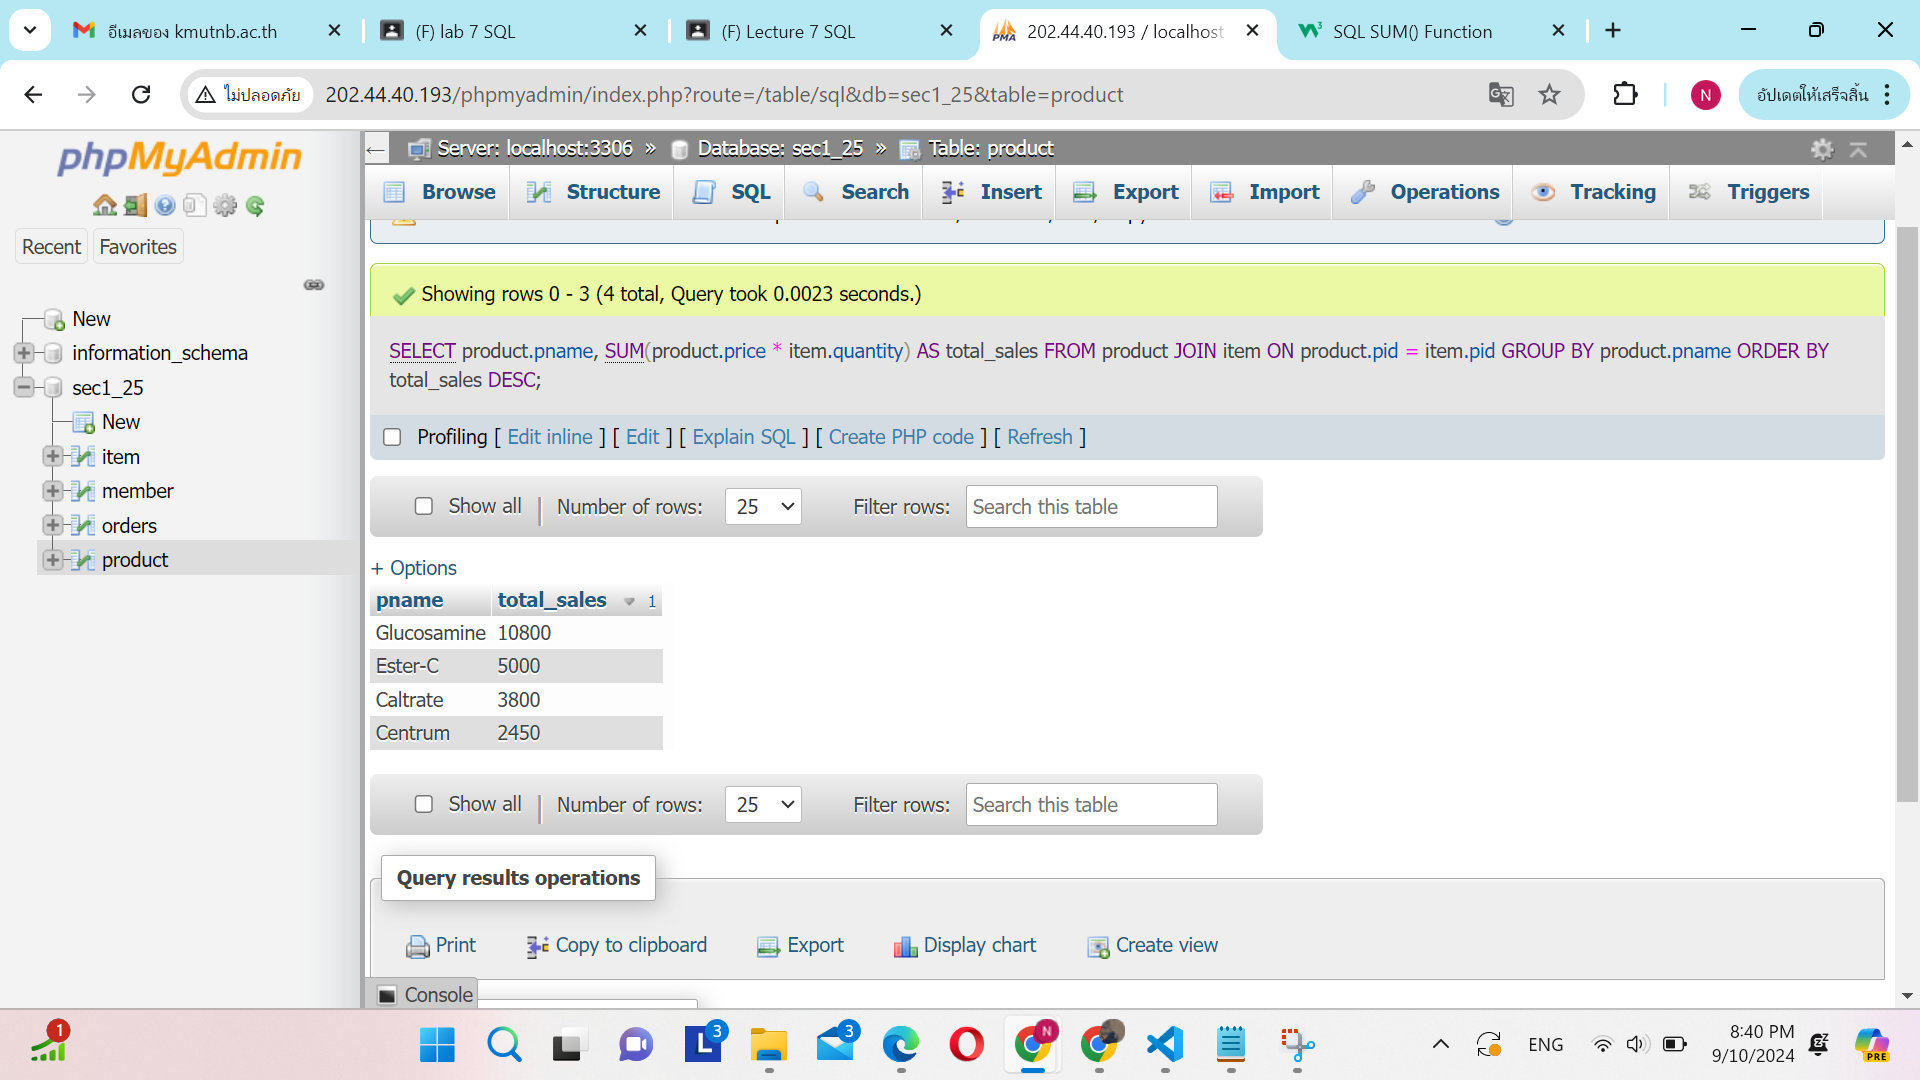 อีเมลของ kmutnb.ac.th
(F) lab 7 SQL
(F) Lecture 7 SQL
PMA
202.44.40.193 / localhost
SQL SUM() Function
ไม่ปลอดภัย
202.44.40.193/phpmyadmin/index.php?route=/table/sql&db=sec1_25&table=product
N
อัปเดตให้เสร็จสิ้น
phpMyAdmin
Recent
Favorites
New
information_schema
sec1_25
New
item
member
orders
product
Server: localhost:3306 » Database: sec1_25 » Table: product
Browse
Structure
SQL
Search
Insert
Export
Import
Operations
Tracking
Triggers
Showing rows 0 - 3 (4 total, Query took 0.0023 seconds.)
SELECT product.pname, SUM(product.price * item.quantity) AS total_sales FROM product JOIN item ON product.pid = item.pid GROUP BY product.pname ORDER BY
total_sales DESC;
Profiling [ Edit inline ] [ Edit ] [ Explain SQL ] [ Create PHP code ] [ Refresh ]
Show all | Number of rows: 25 Filter rows: Search this table
+ Options
pname total_sales 1
Glucosamine 10800
Ester-C 5000
Caltrate 3800
Centrum 2450
Show all | Number of rows: 25 Filter rows: Search this table
Query results operations
Print
Copy to clipboard
Export
Display chart
Create view
Console
1
L
3
3
N
ENG
8:40 PM
9/10/2024
PRE